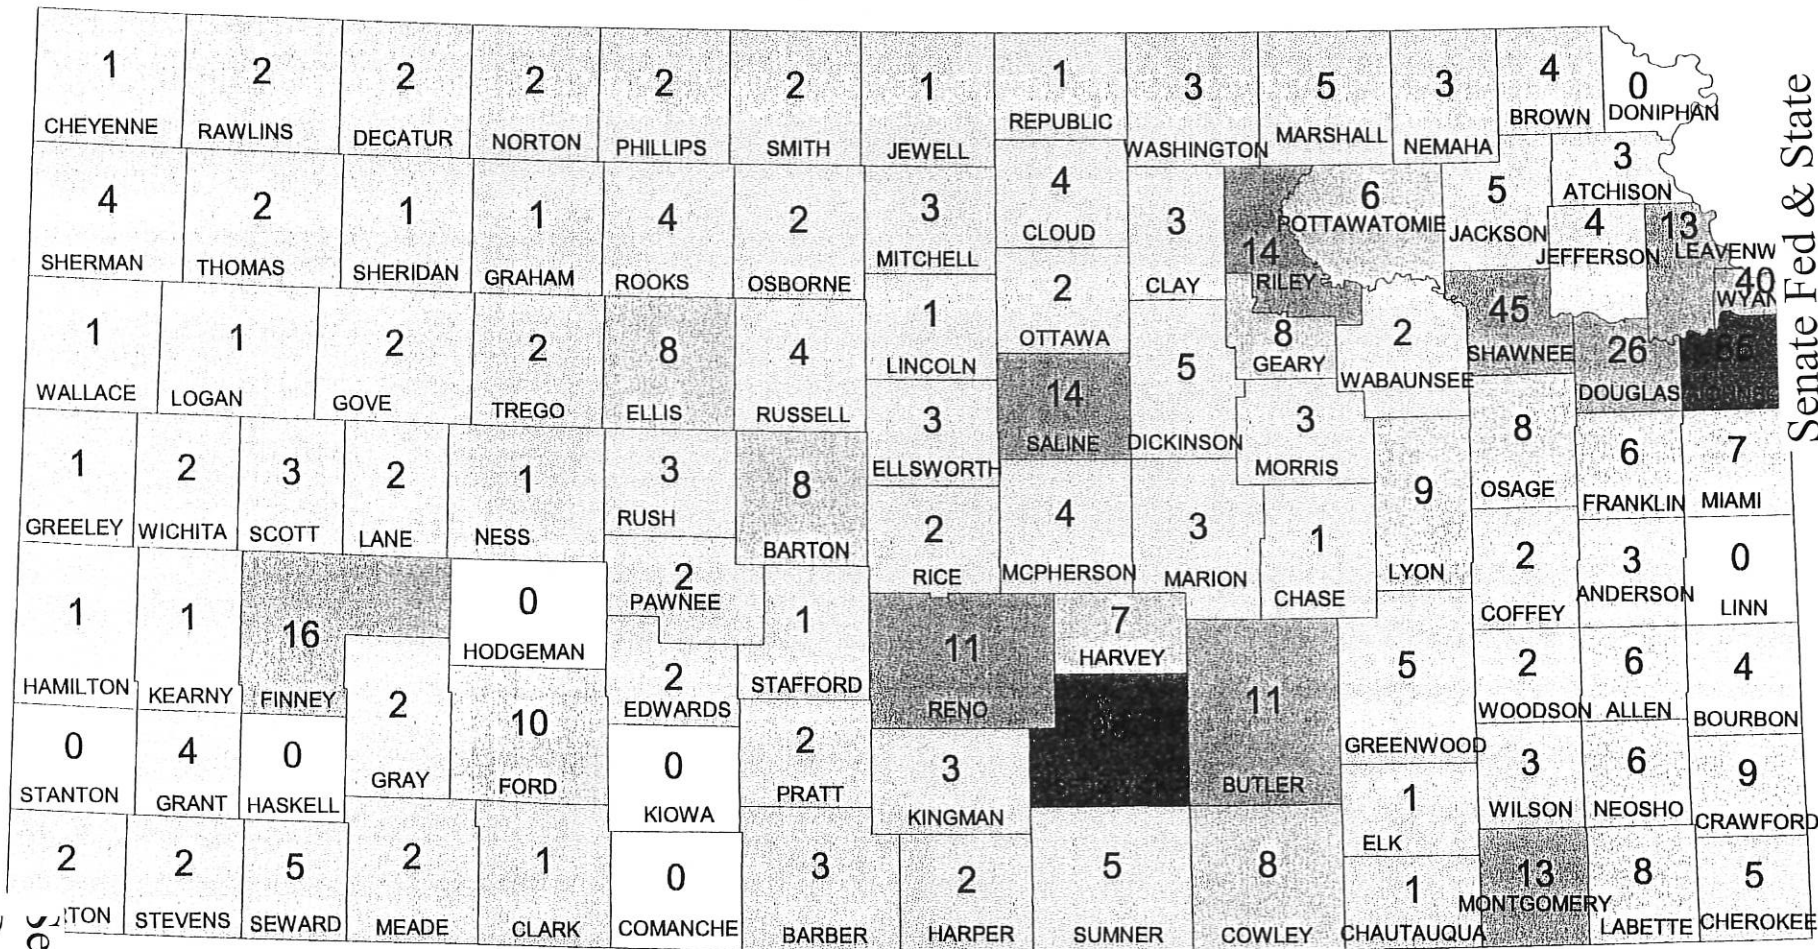 1 2 2 2 2 2 1 1 3 5 3 4 0
CHEYENNE RAWLINS DECATUR NORTON PHILLIPS SMITH JEWELL REPUBLIC WASHINGTON MARSHALL NEMAHA BROWN DONIPHAN
4 2 1 1 4 2 3 4 3 14 6 5 3 4 13
SHERMAN THOMAS SHERIDAN GRAHAM ROOKS OSBORNE MITCHELL CLOUD CLAY RILEY POTTAWATOMIE JACKSON ATCHISON JEFFERSON LEAVENW
1 1 2 2 8 4 1 2 5 8 2 45 26 40
WALLACE LOGAN GOVE TREGO ELLIS RUSSELL LINCOLN OTTAWA DICKINSON GEARY WABAUNSEE SHAWNEE DOUGLAS WYAN
1 2 3 2 1 3 8 3 14 3 9 8 6 7
GREELEY WICHITA SCOTT LANE NESS RUSH BARTON ELLSWORTH SALINE MORRIS LYON OSAGE FRANKLIN MIAMI
2 4 3 1 2 3 0
RICE MCPHERSON MARION CHASE COFFEY ANDERSON LINN
1 1 16 0 2 1 11 7 11 5 2 6 4
HAMILTON KEARNY FINNEY HODGEMAN PAWNEE STAFFORD RENO HARVEY BUTLER GREENWOOD WOODSON ALLEN BOURBON
0 4 0 2 10 2 0 2 3 1 3 6 9
STANTON GRANT HASKELL GRAY FORD EDWARDS KIOWA PRATT KINGMAN ELK WILSON NEOSHO CRAWFORD
2 2 5 2 1 0 3 2 5 8 1 13 8 5
TON STEVENS SEWARD MEADE CLARK COMANCHE BARBER HARPER SUMNER COWLEY CHAUTAUQUA MONTGOMERY LABETTE CHEROKEE
Senate Fed & State